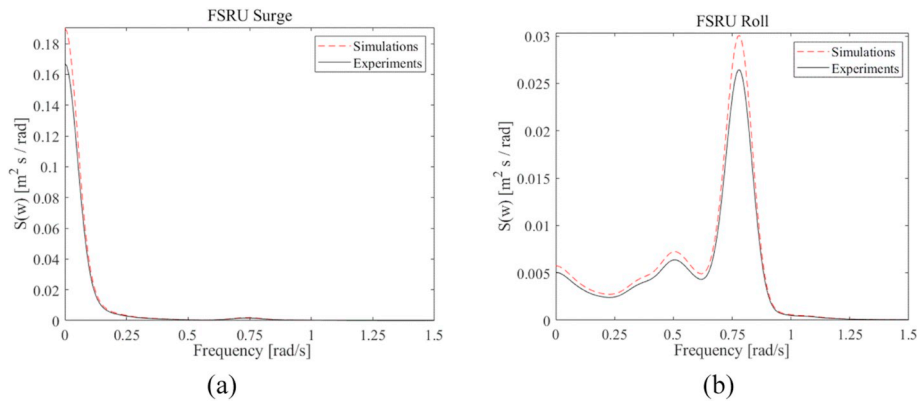 FSRU Surge
0.18
0.16
0.14
0.12
0.1
0.08
0.06
0.04
0.02
0
S(w) [m² s / rad]
Simulations
Experiments
0 0.25 0.5 0.75 1 1.25 1.5
Frequency [rad/s]
(a)
FSRU Roll
0.03
0.025
0.02
0.015
0.01
0.005
0
S(w) [m² s / rad]
Simulations
Experiments
0 0.25 0.5 0.75 1 1.25 1.5
Frequency [rad/s]
(b)